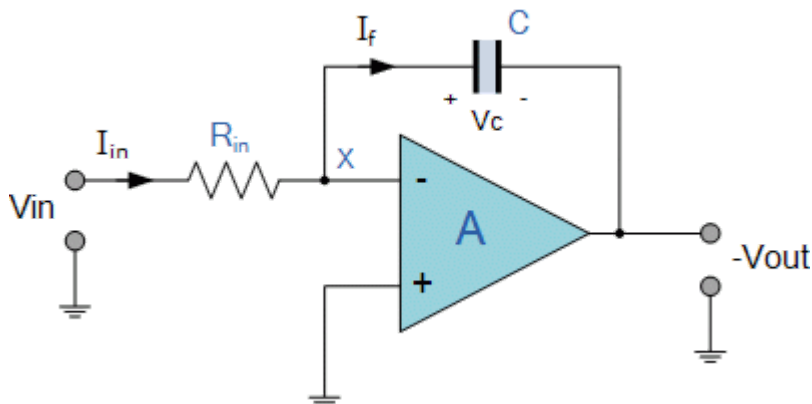 If
C
+ -
Vc
Iin
Rin
X
Vin
-
A
+
-Vout